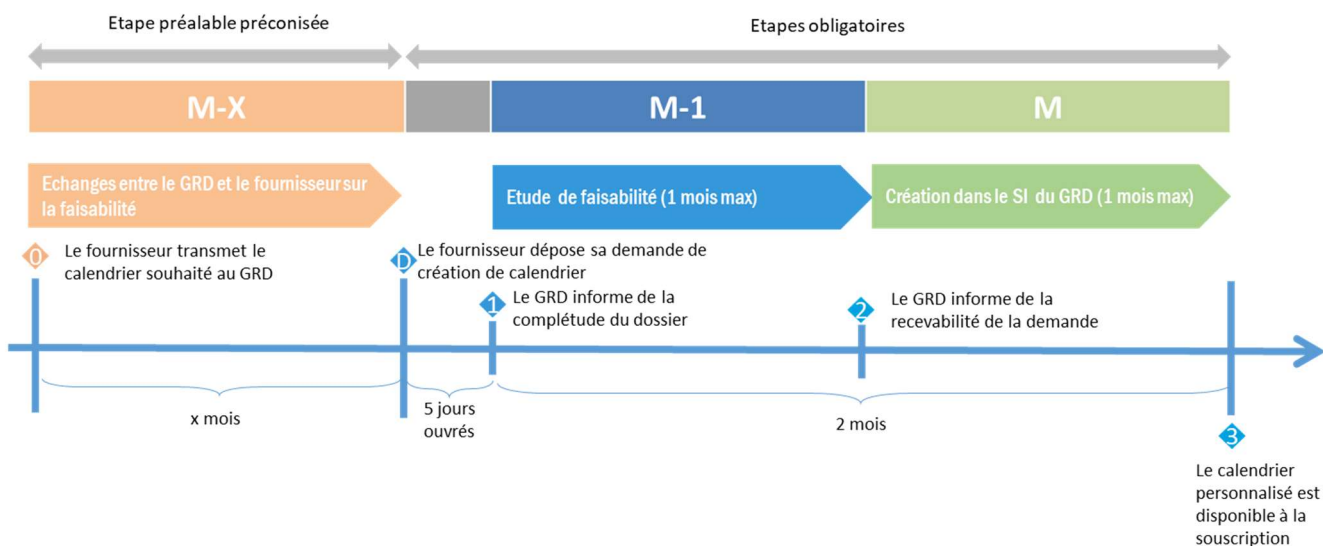 Etape préalable préconisée
Etapes obligatoires
M-X
M-1
M
Echanges entre le GRD et le fournisseur sur
la faisabilité
Etude de faisabilité (1 mois max)
Création dans le SI du GRD (1 mois max)
0
Le fournisseur transmet le
calendrier souhaité au GRD
D
Le fournisseur dépose sa demande de
création de calendrier
1
Le GRD informe de la
complétude du dossier
2
Le GRD informe de la
recevabilité de la demande
x mois
5 jours
ouvrés
2 mois
3
Le calendrier
personnalisé est
disponible à la
souscription